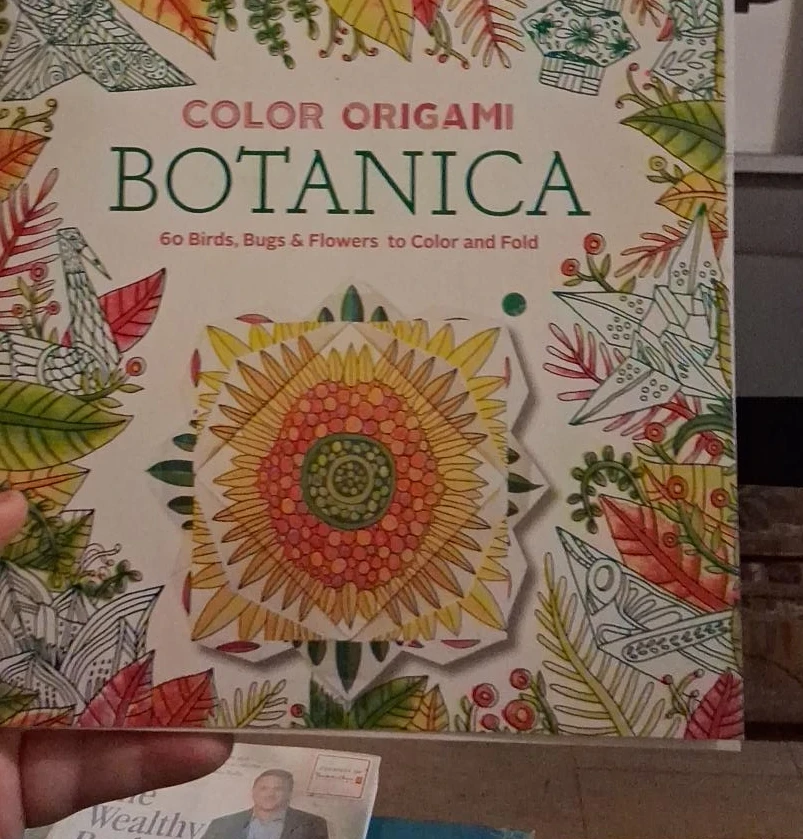 COLOR ORIGAMI
BOTANICA
60 Birds, Bugs & Flowers to Color and Fold
Wealthy